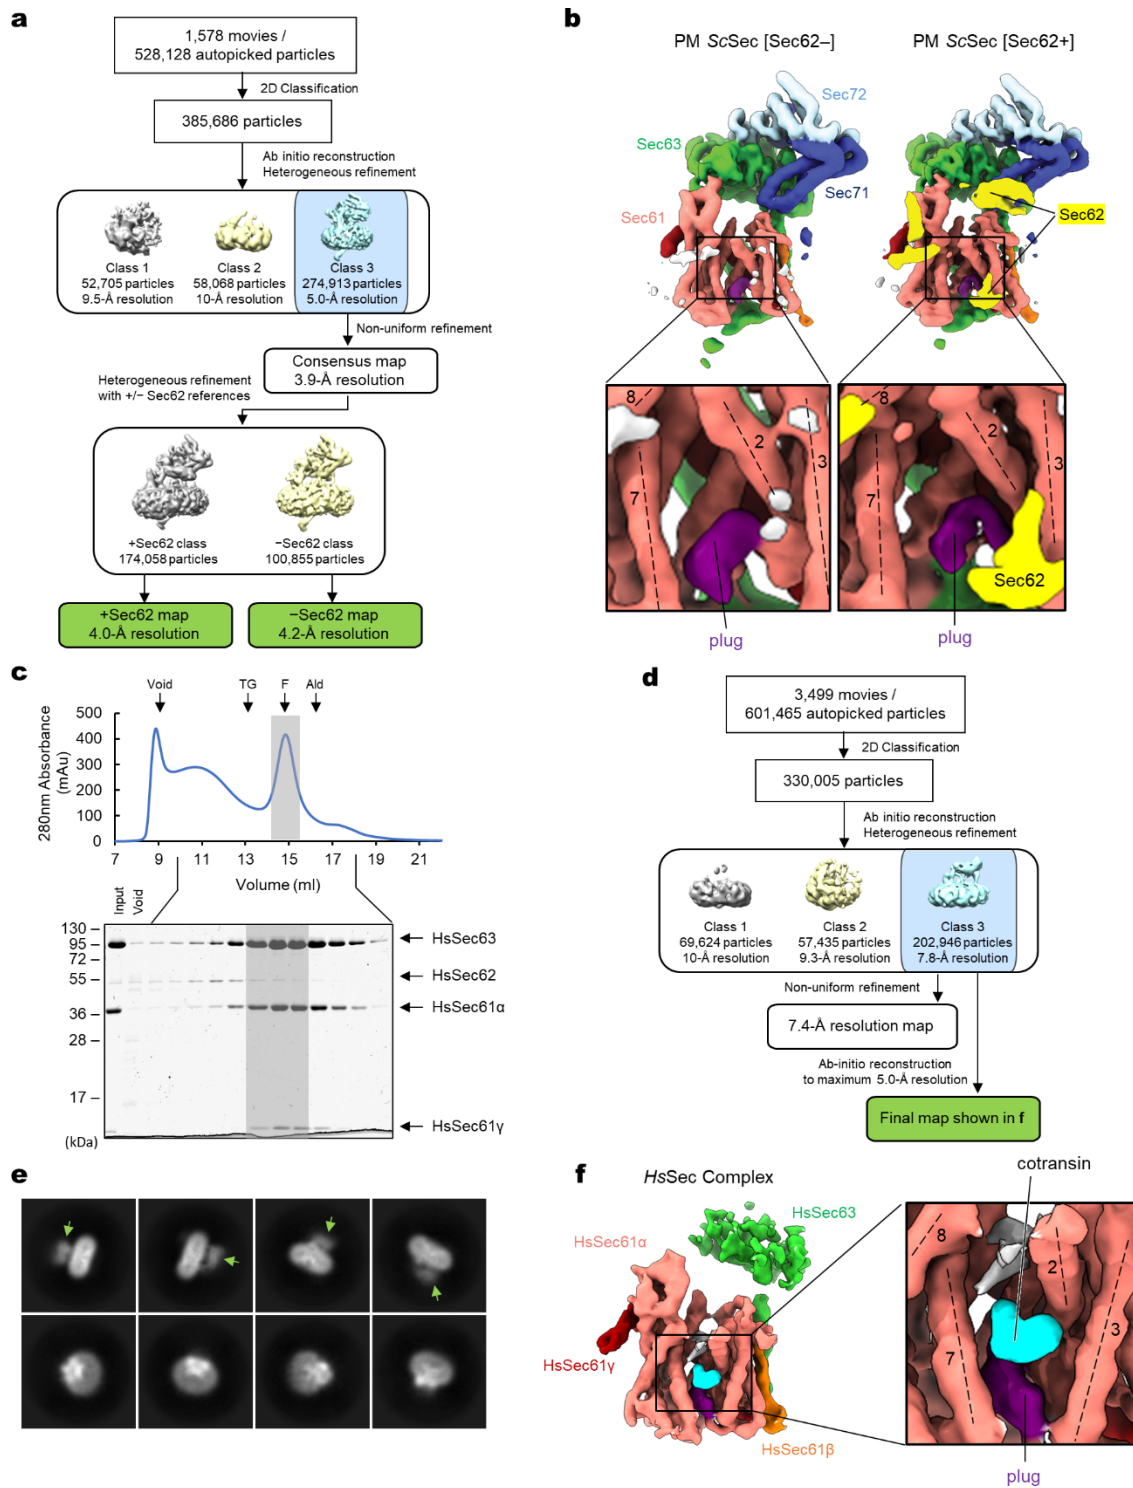 a
1,578 movies /
528,128 autopicked particles
2D Classification
385,686 particles
Ab initio reconstruction
Heterogeneous refinement
Class 1
52,705 particles
9.5-Å resolution
Class 2
58,068 particles
10-Å resolution
Class 3
274,913 particles
5.0-Å resolution
Non-uniform refinement
Consensus map
3.9-Å resolution
Heterogeneous refinement
with +/− Sec62 references
+Sec62 class
174,058 particles
−Sec62 class
100,855 particles
+Sec62 map
4.0-Å resolution
−Sec62 map
4.2-Å resolution
b
PM ScSec [Sec62–]
PM ScSec [Sec62+]
Sec72
Sec63
Sec71
Sec61
Sec62
8
2
7
3
plug
8
2
7
3
Sec62
plug
c
Void
TG
F
Ald
280nm Absorbance
(mAu)
500
400
300
200
100
0
7
9
11
13
15
17
19
21
Volume (ml)
Input
Void
130
95
72
55
36
28
17
(kDa)
HsSec63
HsSec62
HsSec61α
HsSec61γ
d
3,499 movies /
601,465 autopicked particles
2D Classification
330,005 particles
Ab initio reconstruction
Heterogeneous refinement
Class 1
69,624 particles
10-Å resolution
Class 2
57,435 particles
9.3-Å resolution
Class 3
202,946 particles
7.8-Å resolution
Non-uniform refinement
7.4-Å resolution map
Ab-initio reconstruction
to maximum 5.0-Å resolution
Final map shown in f
e
f
HsSec Complex
cotransin
HsSec63
HsSec61α
HsSec61γ
HsSec61β
8
2
7
3
plug